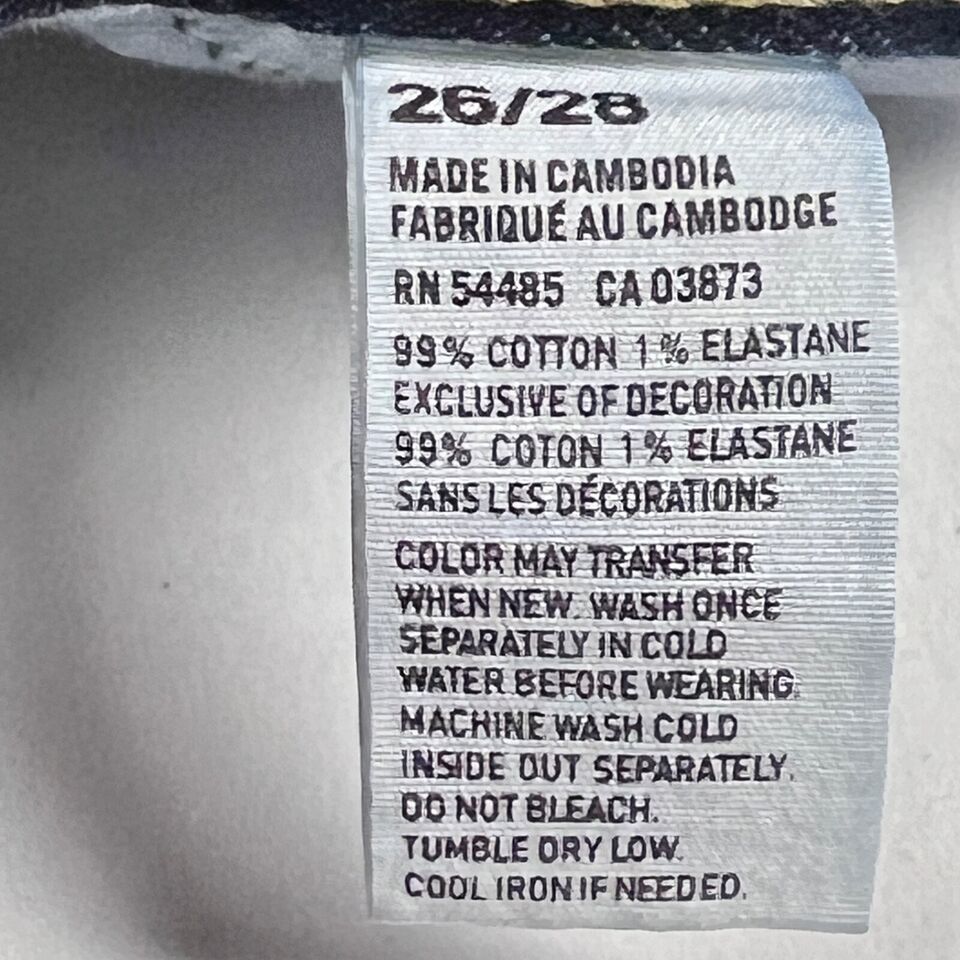 26/28
MADE IN CAMBODIA
FABRIQUÉ AU CAMBODGE
RN 54485 CA 03873
99% COTTON 1% ELASTANE
EXCLUSIVE OF DECORATION
99% COTON 1% ELASTANE
SANS LES DÉCORATIONS
COLOR MAY TRANSFER
WHEN NEW. WASH ONCE
SEPARATELY IN COLD
WATER BEFORE WEARING.
MACHINE WASH COLD
INSIDE OUT SEPARATELY.
DO NOT BLEACH.
TUMBLE DRY LOW.
COOL IRON IF NEEDED.